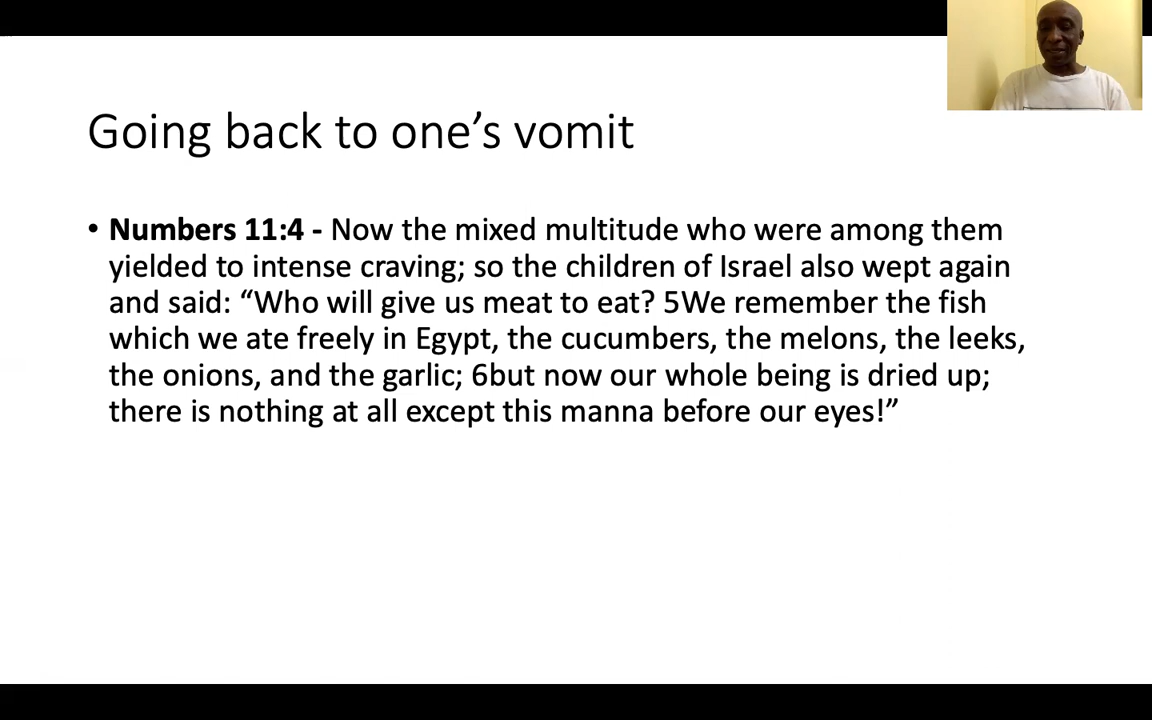 Going back to one’s vomit
• Numbers 11:4 - Now the mixed multitude who were among them
yielded to intense craving; so the children of Israel also wept again
and said: “Who will give us meat to eat? 5We remember the fish
which we ate freely in Egypt, the cucumbers, the melons, the leeks,
the onions, and the garlic; 6but now our whole being is dried up;
there is nothing at all except this manna before our eyes!”